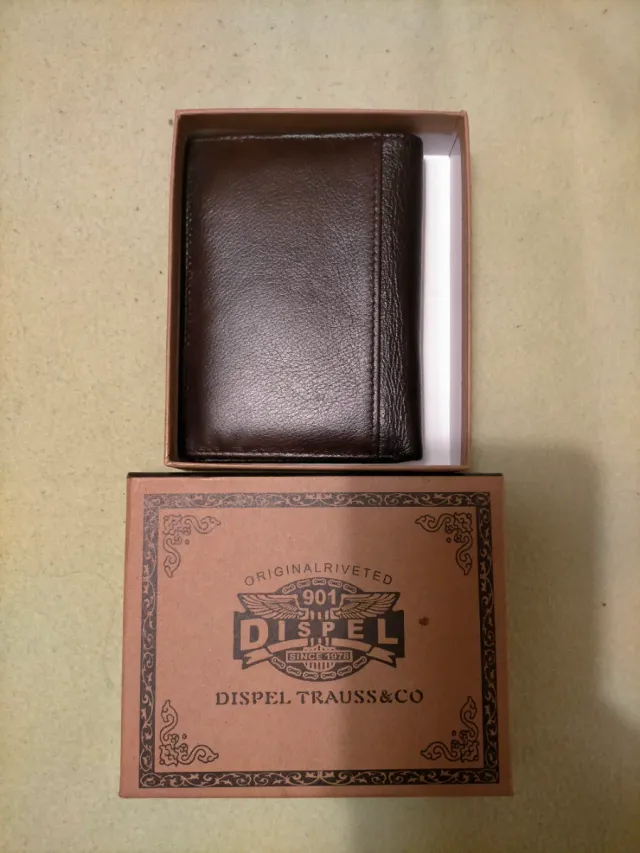 ORIGINALRIVETED
901
DISPEL
SINCE 1978
DISPEL TRAUSS&CO